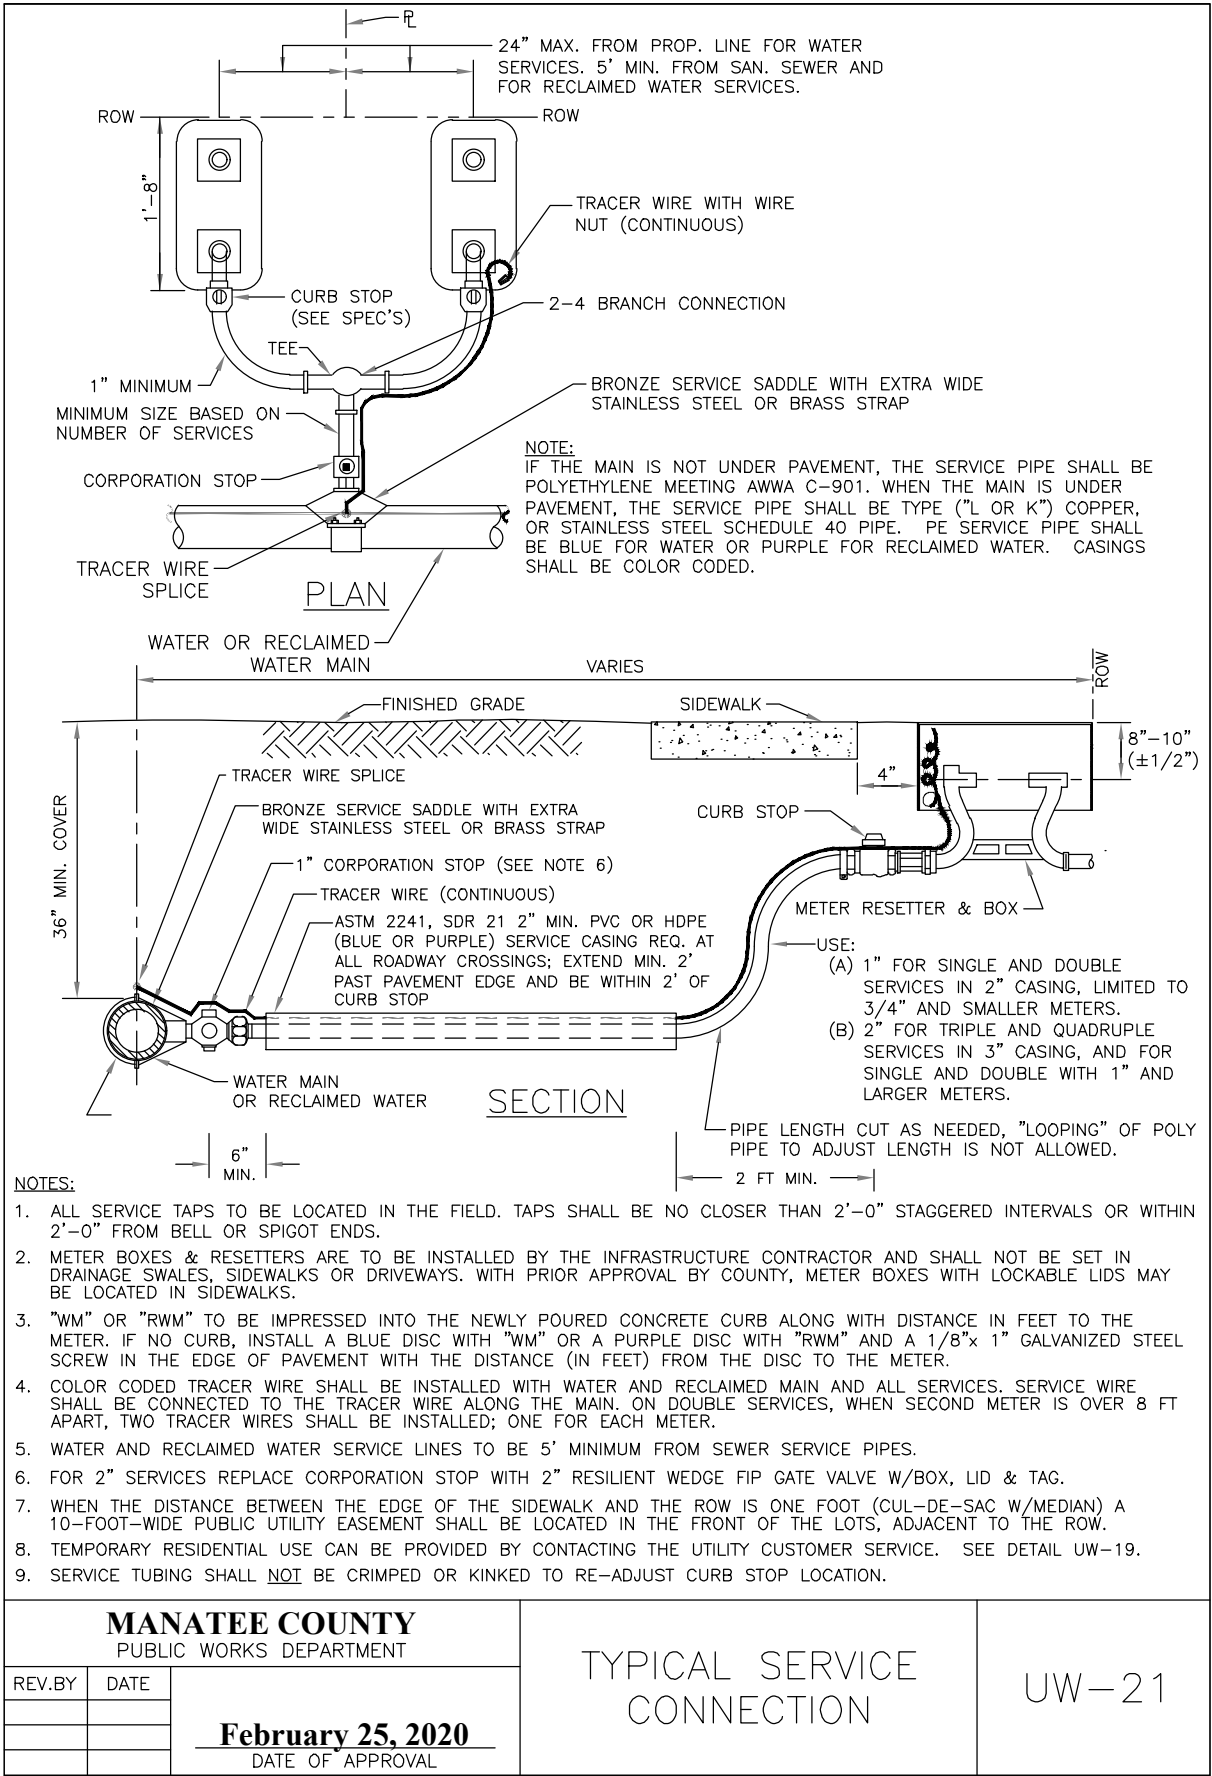 PL
24" MAX. FROM PROP. LINE FOR WATER
SERVICES. 5' MIN. FROM SAN. SEWER AND
FOR RECLAIMED WATER SERVICES.
ROW
ROW
1'-8"
TRACER WIRE WITH WIRE
NUT (CONTINUOUS)
CURB STOP
(SEE SPEC'S)
2-4 BRANCH CONNECTION
TEE
1" MINIMUM
BRONZE SERVICE SADDLE WITH EXTRA WIDE
STAINLESS STEEL OR BRASS STRAP
MINIMUM SIZE BASED ON
NUMBER OF SERVICES
CORPORATION STOP
NOTE:
IF THE MAIN IS NOT UNDER PAVEMENT, THE SERVICE PIPE SHALL BE
POLYETHYLENE MEETING AWWA C-901. WHEN THE MAIN IS UNDER
PAVEMENT, THE SERVICE PIPE SHALL BE TYPE ("L OR K") COPPER,
OR STAINLESS STEEL SCHEDULE 40 PIPE. PE SERVICE PIPE SHALL
BE BLUE FOR WATER OR PURPLE FOR RECLAIMED WATER. CASINGS
SHALL BE COLOR CODED.
TRACER WIRE
SPLICE
PLAN
WATER OR RECLAIMED
WATER MAIN
VARIES
ROW
FINISHED GRADE
SIDEWALK
8"-10"
(±1/2")
4"
TRACER WIRE SPLICE
36" MIN. COVER
BRONZE SERVICE SADDLE WITH EXTRA
WIDE STAINLESS STEEL OR BRASS STRAP
CURB STOP
1" CORPORATION STOP (SEE NOTE 6)
TRACER WIRE (CONTINUOUS)
METER RESETTER & BOX
ASTM 2241, SDR 21 2" MIN. PVC OR HDPE
(BLUE OR PURPLE) SERVICE CASING REQ. AT
ALL ROADWAY CROSSINGS; EXTEND MIN. 2'
PAST PAVEMENT EDGE AND BE WITHIN 2' OF
CURB STOP
USE:
(A) 1" FOR SINGLE AND DOUBLE
SERVICES IN 2" CASING, LIMITED TO
3/4" AND SMALLER METERS.
(B) 2" FOR TRIPLE AND QUADRUPLE
SERVICES IN 3" CASING, AND FOR
SINGLE AND DOUBLE WITH 1" AND
LARGER METERS.
WATER MAIN
OR RECLAIMED WATER
SECTION
PIPE LENGTH CUT AS NEEDED, "LOOPING" OF POLY
PIPE TO ADJUST LENGTH IS NOT ALLOWED.
6"
MIN.
2 FT MIN.
NOTES:
1. ALL SERVICE TAPS TO BE LOCATED IN THE FIELD. TAPS SHALL BE NO CLOSER THAN 2'-0" STAGGERED INTERVALS OR WITHIN
2'-0" FROM BELL OR SPIGOT ENDS.
2. METER BOXES & RESETTERS ARE TO BE INSTALLED BY THE INFRASTRUCTURE CONTRACTOR AND SHALL NOT BE SET IN
DRAINAGE SWALES, SIDEWALKS OR DRIVEWAYS. WITH PRIOR APPROVAL BY COUNTY, METER BOXES WITH LOCKABLE LIDS MAY
BE LOCATED IN SIDEWALKS.
3. "WM" OR "RWM" TO BE IMPRESSED INTO THE NEWLY POURED CONCRETE CURB ALONG WITH DISTANCE IN FEET TO THE
METER. IF NO CURB, INSTALL A BLUE DISC WITH "WM" OR A PURPLE DISC WITH "RWM" AND A 1/8"x 1" GALVANIZED STEEL
SCREW IN THE EDGE OF PAVEMENT WITH THE DISTANCE (IN FEET) FROM THE DISC TO THE METER.
4. COLOR CODED TRACER WIRE SHALL BE INSTALLED WITH WATER AND RECLAIMED MAIN AND ALL SERVICES. SERVICE WIRE
SHALL BE CONNECTED TO THE TRACER WIRE ALONG THE MAIN. ON DOUBLE SERVICES, WHEN SECOND METER IS OVER 8 FT
APART, TWO TRACER WIRES SHALL BE INSTALLED; ONE FOR EACH METER.
5. WATER AND RECLAIMED WATER SERVICE LINES TO BE 5' MINIMUM FROM SEWER SERVICE PIPES.
6. FOR 2" SERVICES REPLACE CORPORATION STOP WITH 2" RESILIENT WEDGE FIP GATE VALVE W/BOX, LID & TAG.
7. WHEN THE DISTANCE BETWEEN THE EDGE OF THE SIDEWALK AND THE ROW IS ONE FOOT (CUL-DE-SAC W/MEDIAN) A
10-FOOT-WIDE PUBLIC UTILITY EASEMENT SHALL BE LOCATED IN THE FRONT OF THE LOTS, ADJACENT TO THE ROW.
8. TEMPORARY RESIDENTIAL USE CAN BE PROVIDED BY CONTACTING THE UTILITY CUSTOMER SERVICE. SEE DETAIL UW-19.
9. SERVICE TUBING SHALL NOT BE CRIMPED OR KINKED TO RE-ADJUST CURB STOP LOCATION.
MANATEE COUNTY
PUBLIC WORKS DEPARTMENT
REV.BY DATE
February 25, 2020
DATE OF APPROVAL
TYPICAL SERVICE
CONNECTION
UW-21